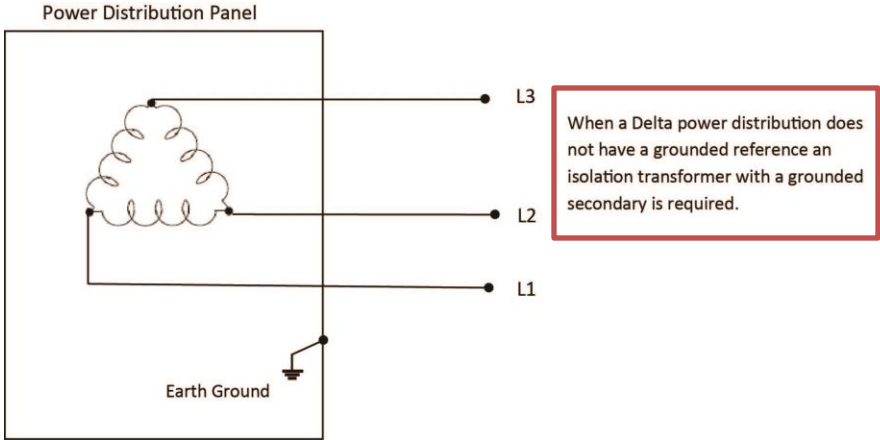 Power Distribution Panel
L3
When a Delta power distribution does
not have a grounded reference an
isolation transformer with a grounded
secondary is required.
L2
L1
Earth Ground